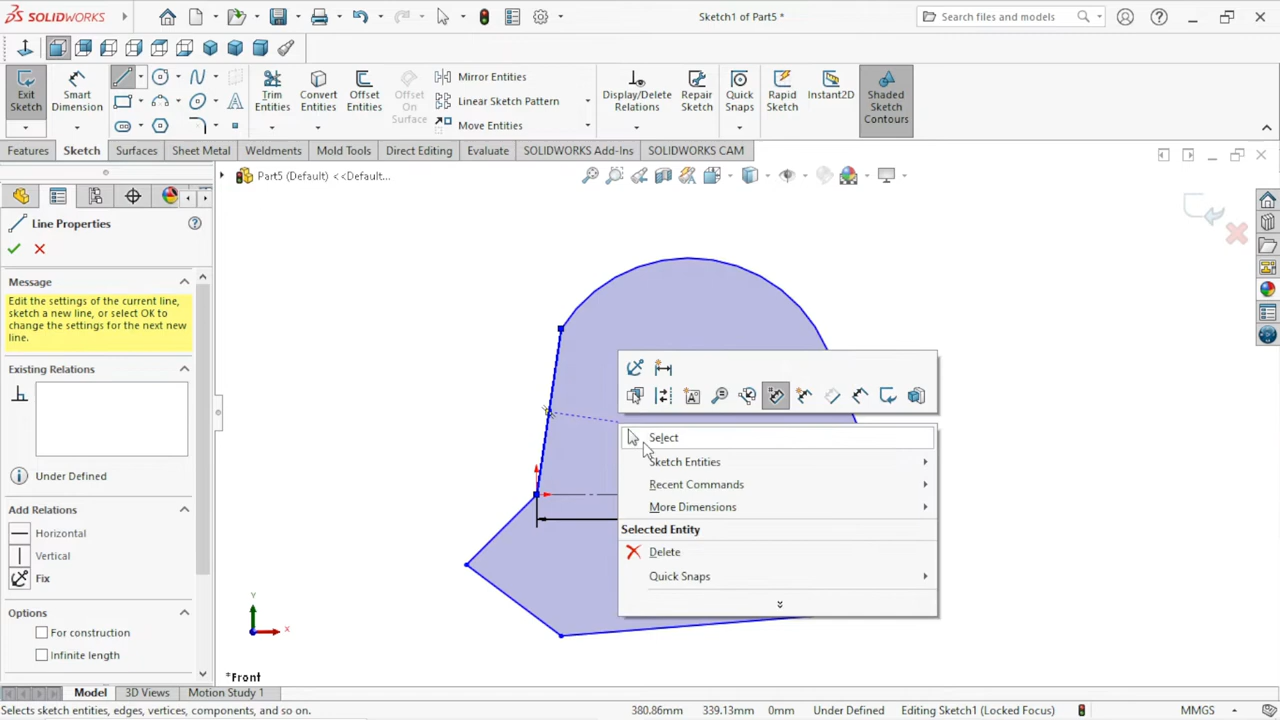 SOLIDWORKS
Sketch1 of Part5 *
Search files and models
Exit Sketch
Smart Dimension
Trim Entities
Convert Entities
Offset Entities
Offset On Surface
Mirror Entities
Linear Sketch Pattern
Move Entities
Display/Delete Relations
Repair Sketch
Quick Snaps
Rapid Sketch
Instant2D
Shaded Sketch Contours
Features
Sketch
Surfaces
Sheet Metal
Weldments
Mold Tools
Direct Editing
Evaluate
SOLIDWORKS Add-Ins
SOLIDWORKS CAM
Part5 (Default) <<Default...
Line Properties
Message
Edit the settings of the current line,
sketch a new line, or select OK to
change the settings for the next new
line.
Existing Relations
Under Defined
Add Relations
Horizontal
Vertical
Fix
Options
For construction
Infinite length
Select
Sketch Entities
Recent Commands
More Dimensions
Selected Entity
Delete
Quick Snaps
Y
X
*Front
Model
3D Views
Motion Study 1
Selects sketch entities, edges, vertices, components, and so on.
380.86mm
339.13mm
0mm
Under Defined
Editing Sketch1 (Locked Focus)
MMGS